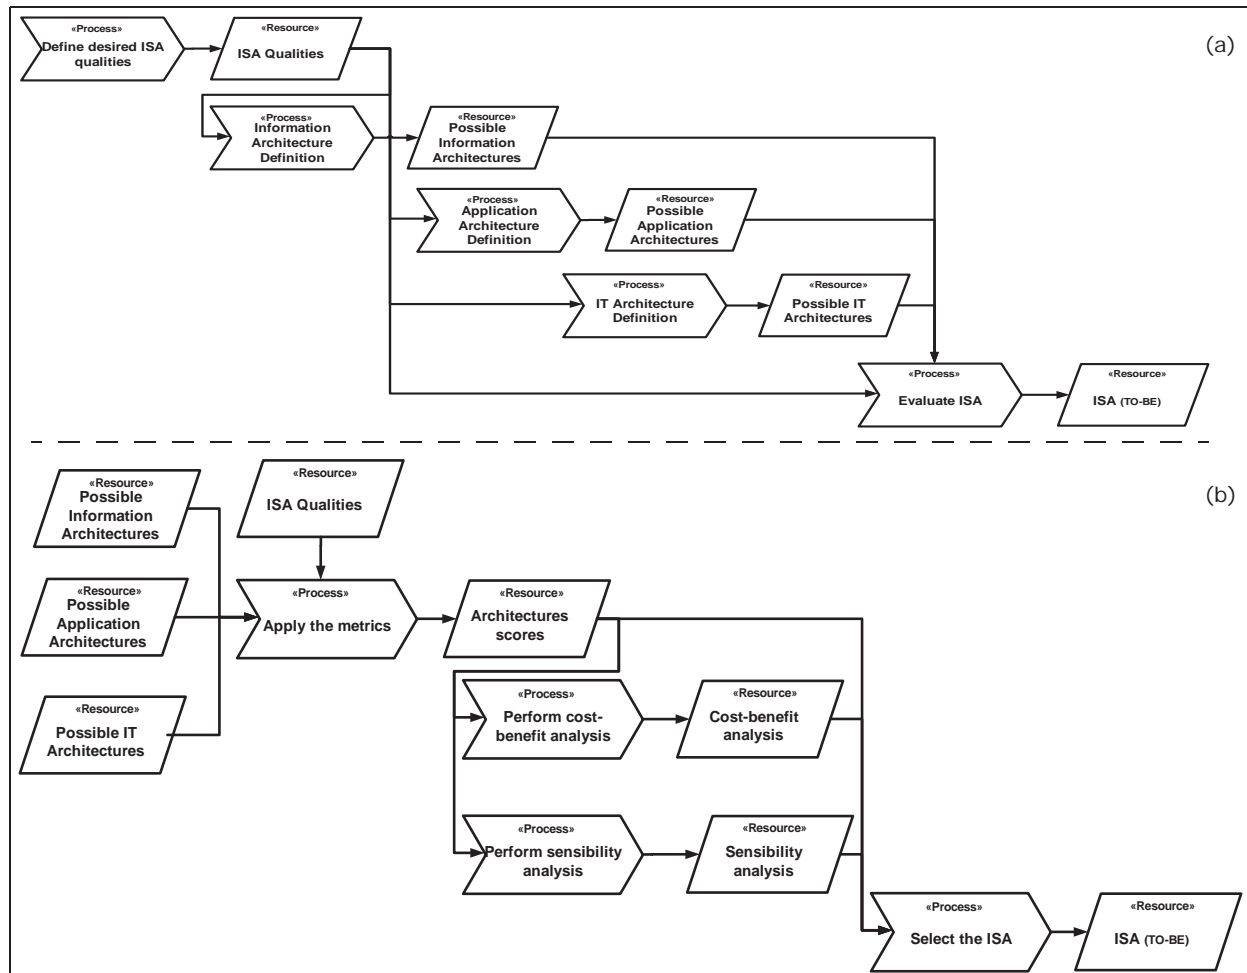 «Process»
Define desired ISA
qualities
«Resource»
ISA Qualities
(a)
«Process»
Information
Architecture
Definition
«Resource»
Possible
Information
Architectures
«Process»
Application
Architecture
Definition
«Resource»
Possible
Application
Architectures
«Process»
IT Architecture
Definition
«Resource»
Possible IT
Architectures
«Process»
Evaluate ISA
«Resource»
ISA (TO-BE)
(b)
«Resource»
Possible
Information
Architectures
«Resource»
ISA Qualities
«Resource»
Possible
Application
Architectures
«Process»
Apply the metrics
«Resource»
Architectures
scores
«Resource»
Possible IT
Architectures
«Process»
Perform cost-
benefit analysis
«Resource»
Cost-benefit
analysis
«Process»
Perform sensibility
analysis
«Resource»
Sensibility
analysis
«Process»
Select the ISA
«Resource»
ISA (TO-BE)